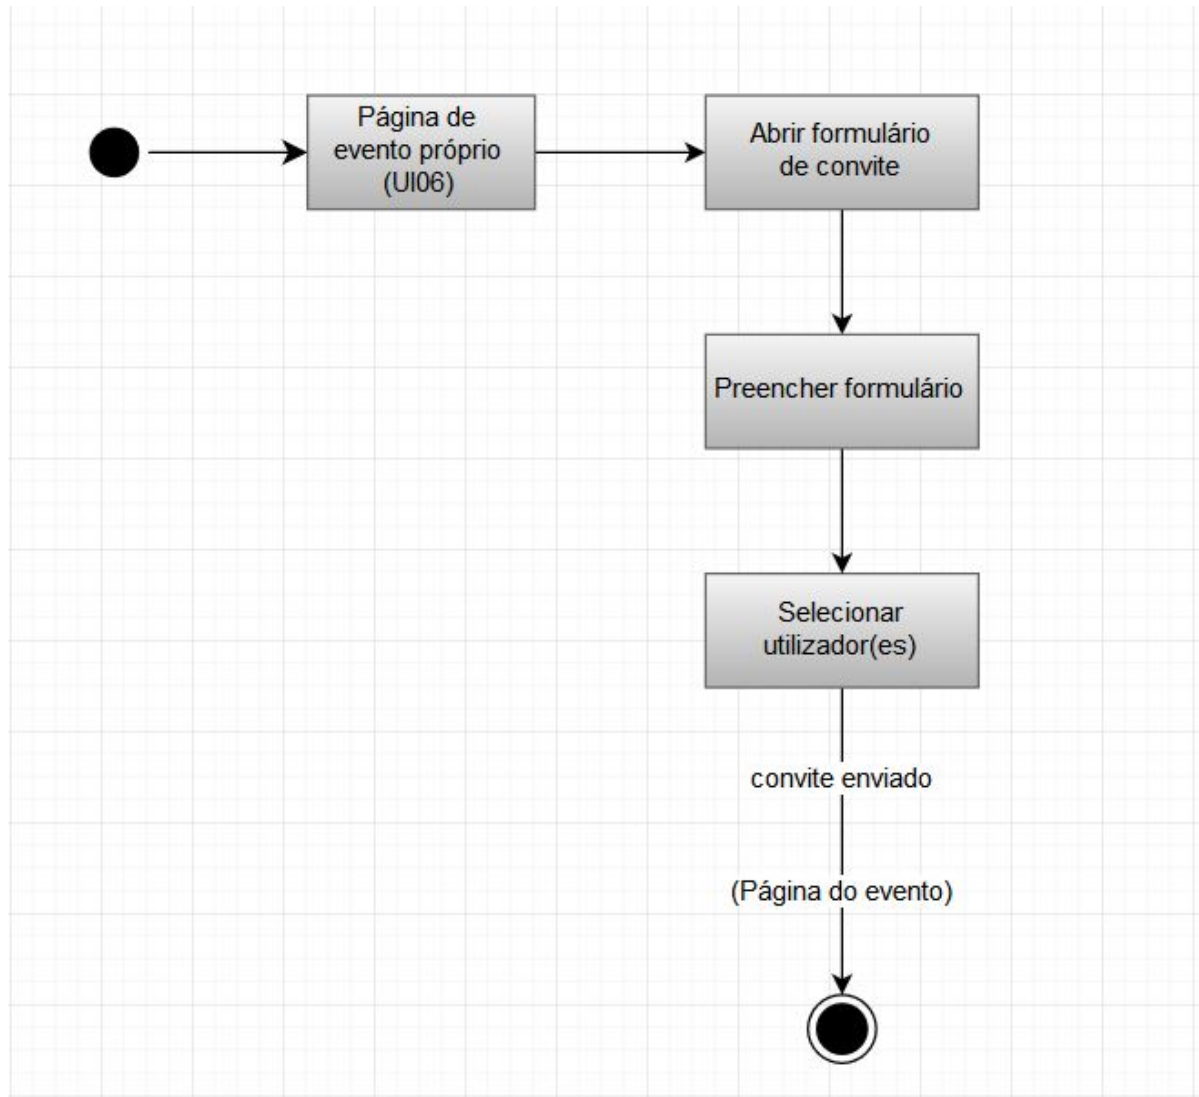 Página de
evento próprio
(UI06)
Abrir formulário
de convite
Preencher formulário
Selecionar
utilizador(es)
convite enviado
(Página do evento)